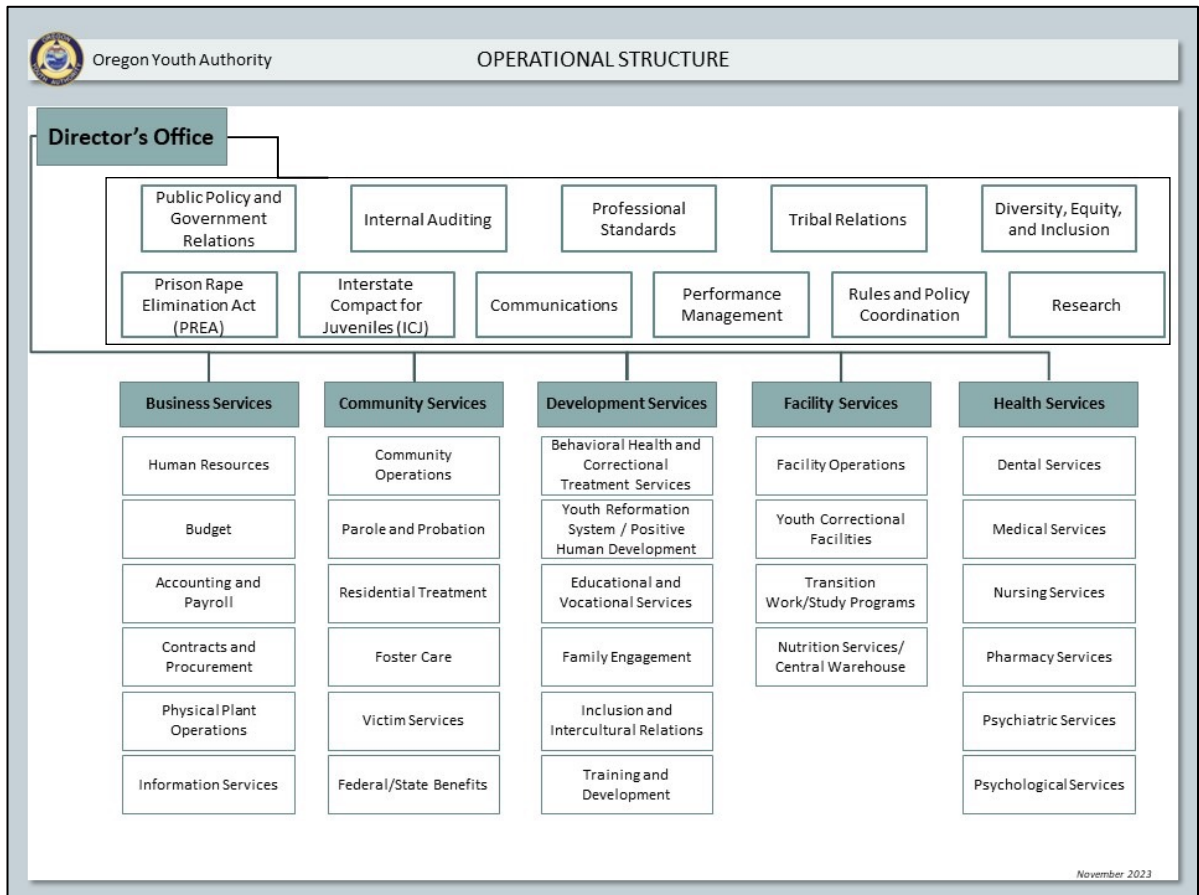 Oregon Youth Authority
OPERATIONAL STRUCTURE
Director's Office
Public Policy and
Government
Relations
Internal Auditing
Professional
Standards
Tribal Relations
Diversity, Equity,
and Inclusion
Prison Rape
Elimination Act
(PREA)
Interstate
Compact for
Juveniles (ICJ)
Communications
Performance
Management
Rules and Policy
Coordination
Research
Business Services
Human Resources
Budget
Accounting and
Payroll
Contracts and
Procurement
Physical Plant
Operations
Information Services
Community Services
Community
Operations
Parole and Probation
Residential Treatment
Foster Care
Victim Services
Federal/State Benefits
Development Services
Behavioral Health and
Correctional
Treatment Services
Youth Reformation
System / Positive
Human Development
Educational and
Vocational Services
Family Engagement
Inclusion and
Intercultural Relations
Training and
Development
Facility Services
Facility Operations
Youth Correctional
Facilities
Transition
Work/Study Programs
Nutrition Services/
Central Warehouse
Health Services
Dental Services
Medical Services
Nursing Services
Pharmacy Services
Psychiatric Services
Psychological Services
November 2023